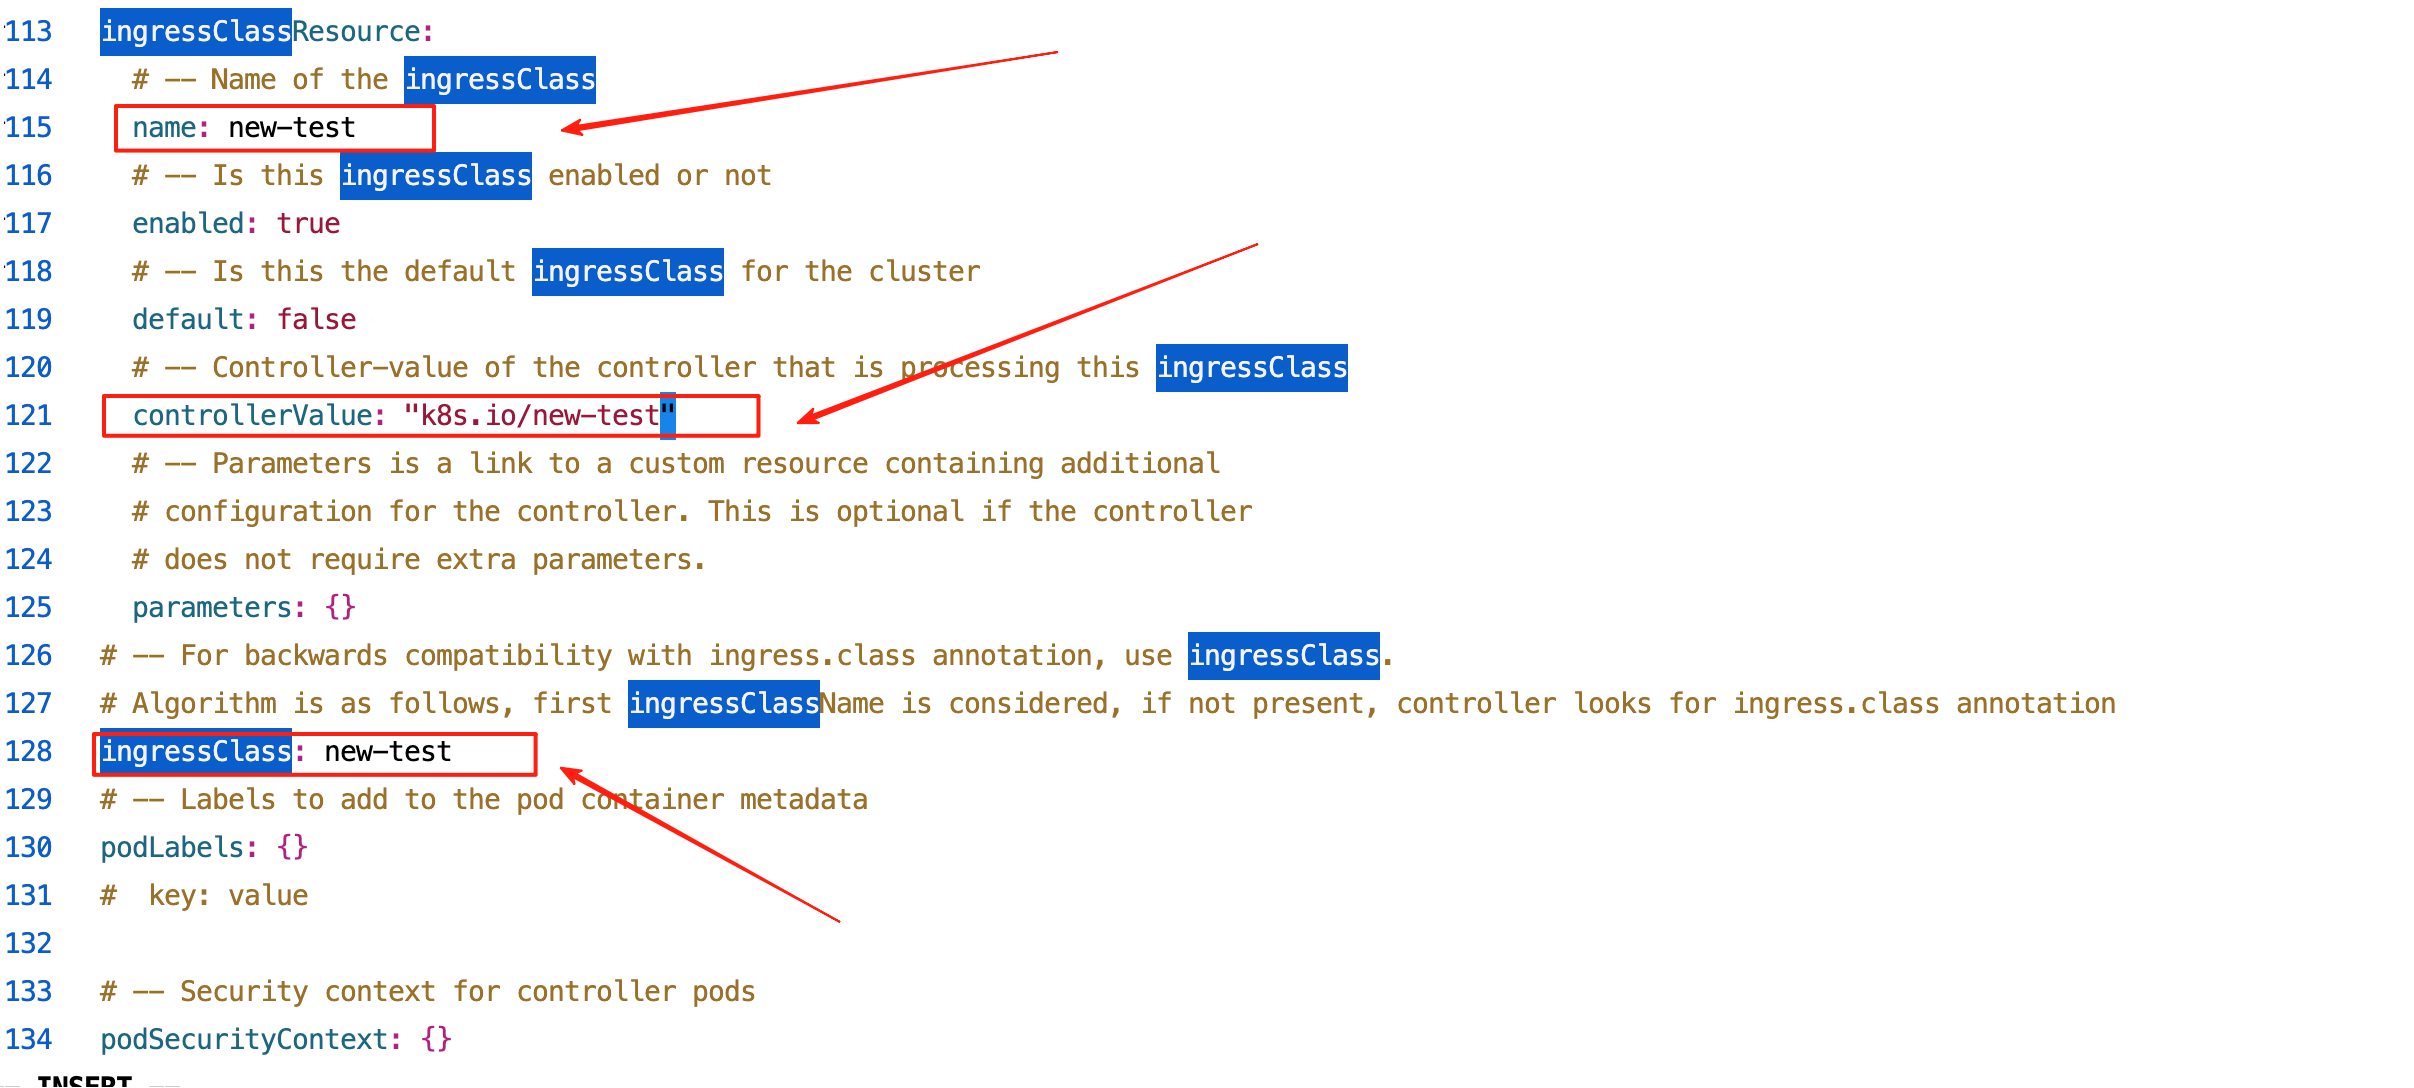 113   ingressClassResource:
114     # -- Name of the ingressClass
115     name: new-test
116     # -- Is this ingressClass enabled or not
117     enabled: true
118     # -- Is this the default ingressClass for the cluster
119     default: false
120     # -- Controller-value of the controller that is processing this ingressClass
121     controllerValue: "k8s.io/new-test"
122     # -- Parameters is a link to a custom resource containing additional
123     # configuration for the controller. This is optional if the controller
124     # does not require extra parameters.
125     parameters: {}
126   # -- For backwards compatibility with ingress.class annotation, use ingressClass.
127   # Algorithm is as follows, first ingressClassName is considered, if not present, controller looks for ingress.class annotation
128   ingressClass: new-test
129   # -- Labels to add to the pod container metadata
130   podLabels: {}
131   #  key: value
132
133   # -- Security context for controller pods
134   podSecurityContext: {}
-- INSERT --